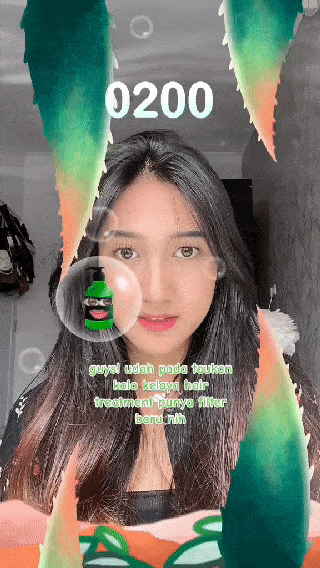 0200
guys! udah pada taukan
kalo kelaya hair
treatment punya filter
baru nih